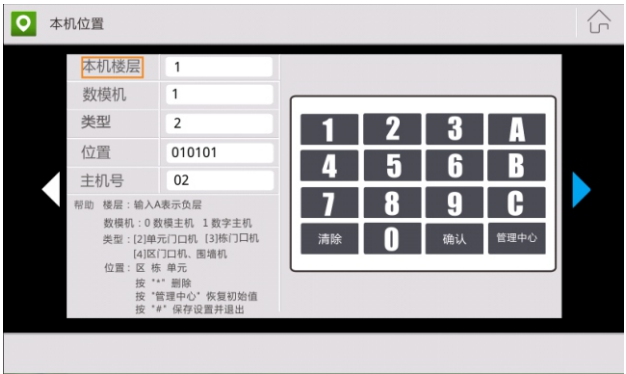 本机位置
本机楼层 1
数模机 1
类型 2
位置 010101
主机号 02
帮助 楼层：输入A表示负层
数模机：0 数模主机 1 数字主机
类型：[2]单元门口机 [3]栋门口机
[4]区门口机、围墙机
位置：区 栋 单元
按 "*" 删除
按 "管理中心" 恢复初始值
按 "#" 保存设置并退出
1 2 3 A
4 5 6 B
7 8 9 C
清除 0 确认 管理中心